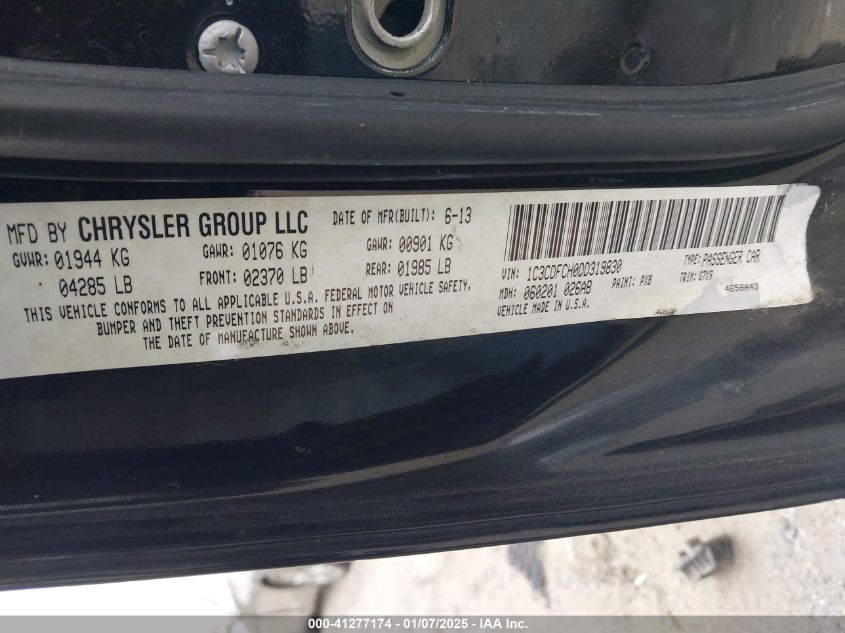 MFD BY CHRYSLER GROUP LLC DATE OF MFR(BUILT): 6-13
GVWR: 01944 KG GAWR: 01076 KG GAWR: 00901 KG
04285 LB FRONT: 02370 LB REAR: 01985 LB
THIS VEHICLE CONFORMS TO ALL APPLICABLE U.S.A. FEDERAL MOTOR VEHICLE SAFETY,
BUMPER AND THEFT PREVENTION STANDARDS IN EFFECT ON
THE DATE OF MANUFACTURE SHOWN ABOVE.
VIN: 1C3CDFCH0DD319830 TYPE: PASSENGER CAR
MDH: 060201 026AB PAINT: PXB TRIM: G7X9
VEHICLE MADE IN U.S.A. 4658843
000-41277174 - 01/07/2025 - IAA Inc.